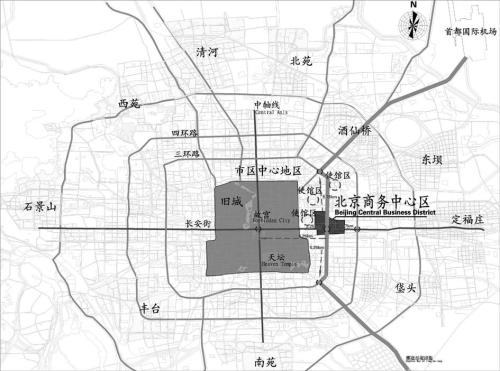 N
首都国际机场
清河
北苑
西苑
中轴线
Central Axis
酒仙桥
四环路
三环路
东坝
市区中心地区
使馆区
石景山
旧城
北京商务中心区
Beijing Central Business District
故宫
Forbidden City
使馆区
使馆区
长安街
定福庄
天坛
Heaven Temple
垡头
丰台
南苑